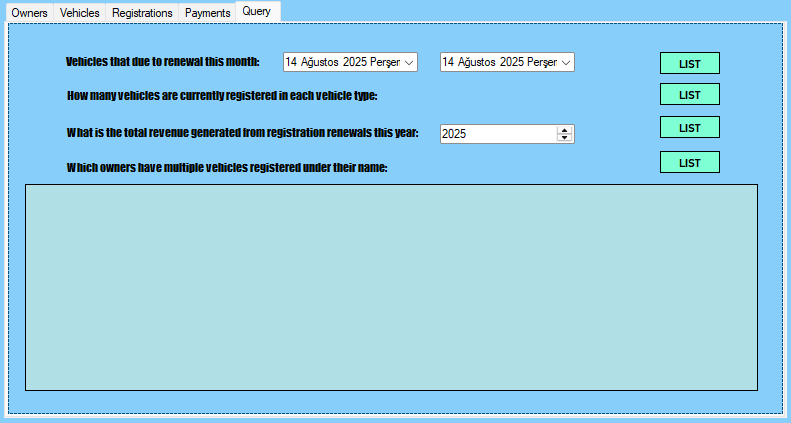 Owners Vehicles Registrations Payments Query
Vehicles that due to renewal this month: 14 Ağustos 2025 Perşer 14 Ağustos 2025 Perşer LIST
How many vehicles are currently registered in each vehicle type: LIST
What is the total revenue generated from registration renewals this year: 2025 LIST
Which owners have multiple vehicles registered under their name: LIST